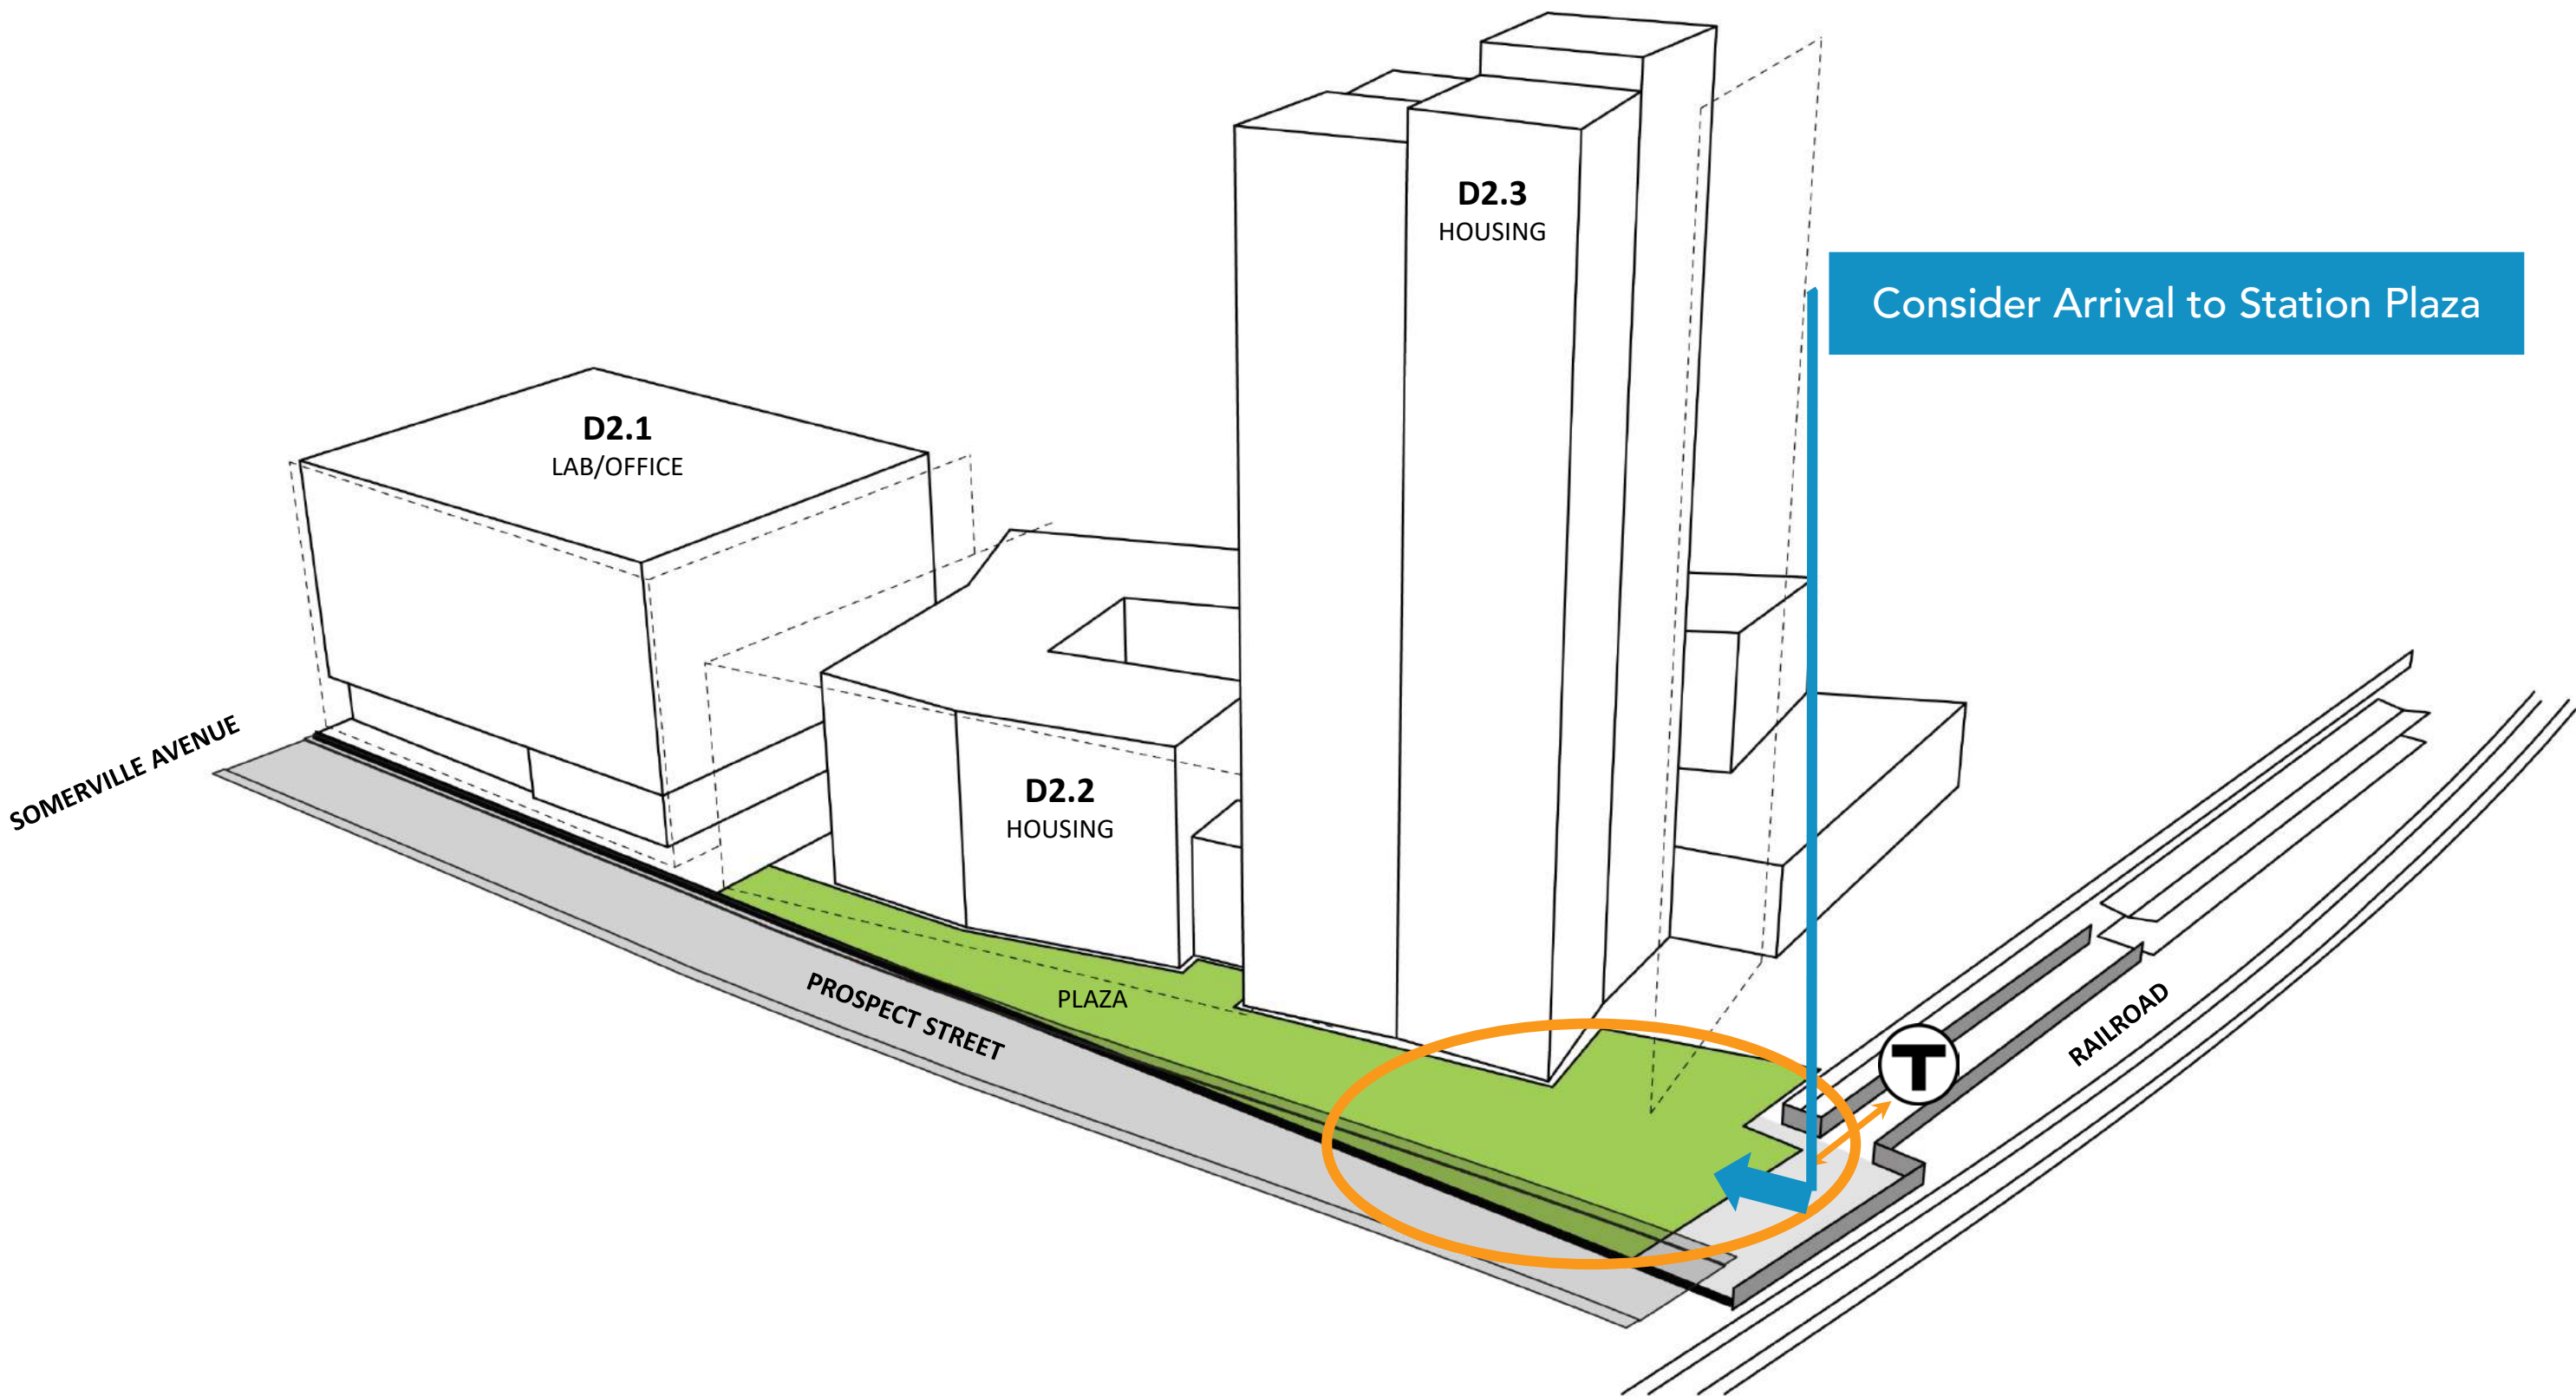 D2.3
HOUSING
Consider Arrival to Station Plaza
D2.1
LAB/OFFICE
SOMERVILLE AVENUE
D2.2
HOUSING
PROSPECT STREET
PLAZA
T
RAILROAD